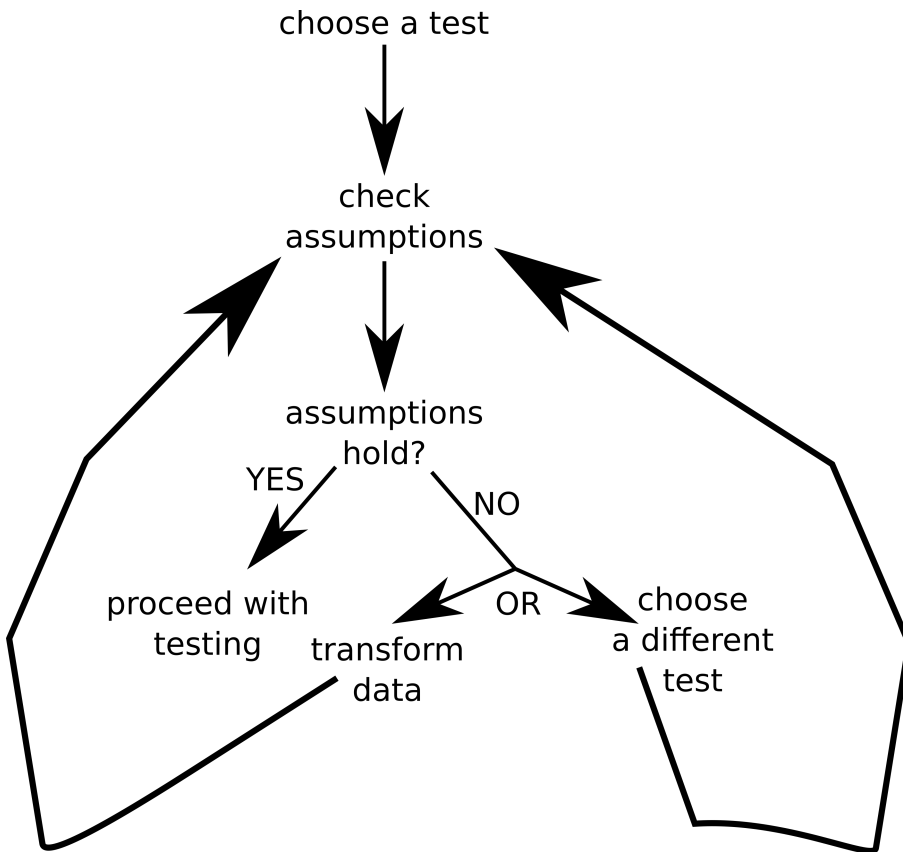 choose a test
check
assumptions
assumptions
hold?
YES
NO
proceed with
testing
OR
transform
data
choose
a different
test